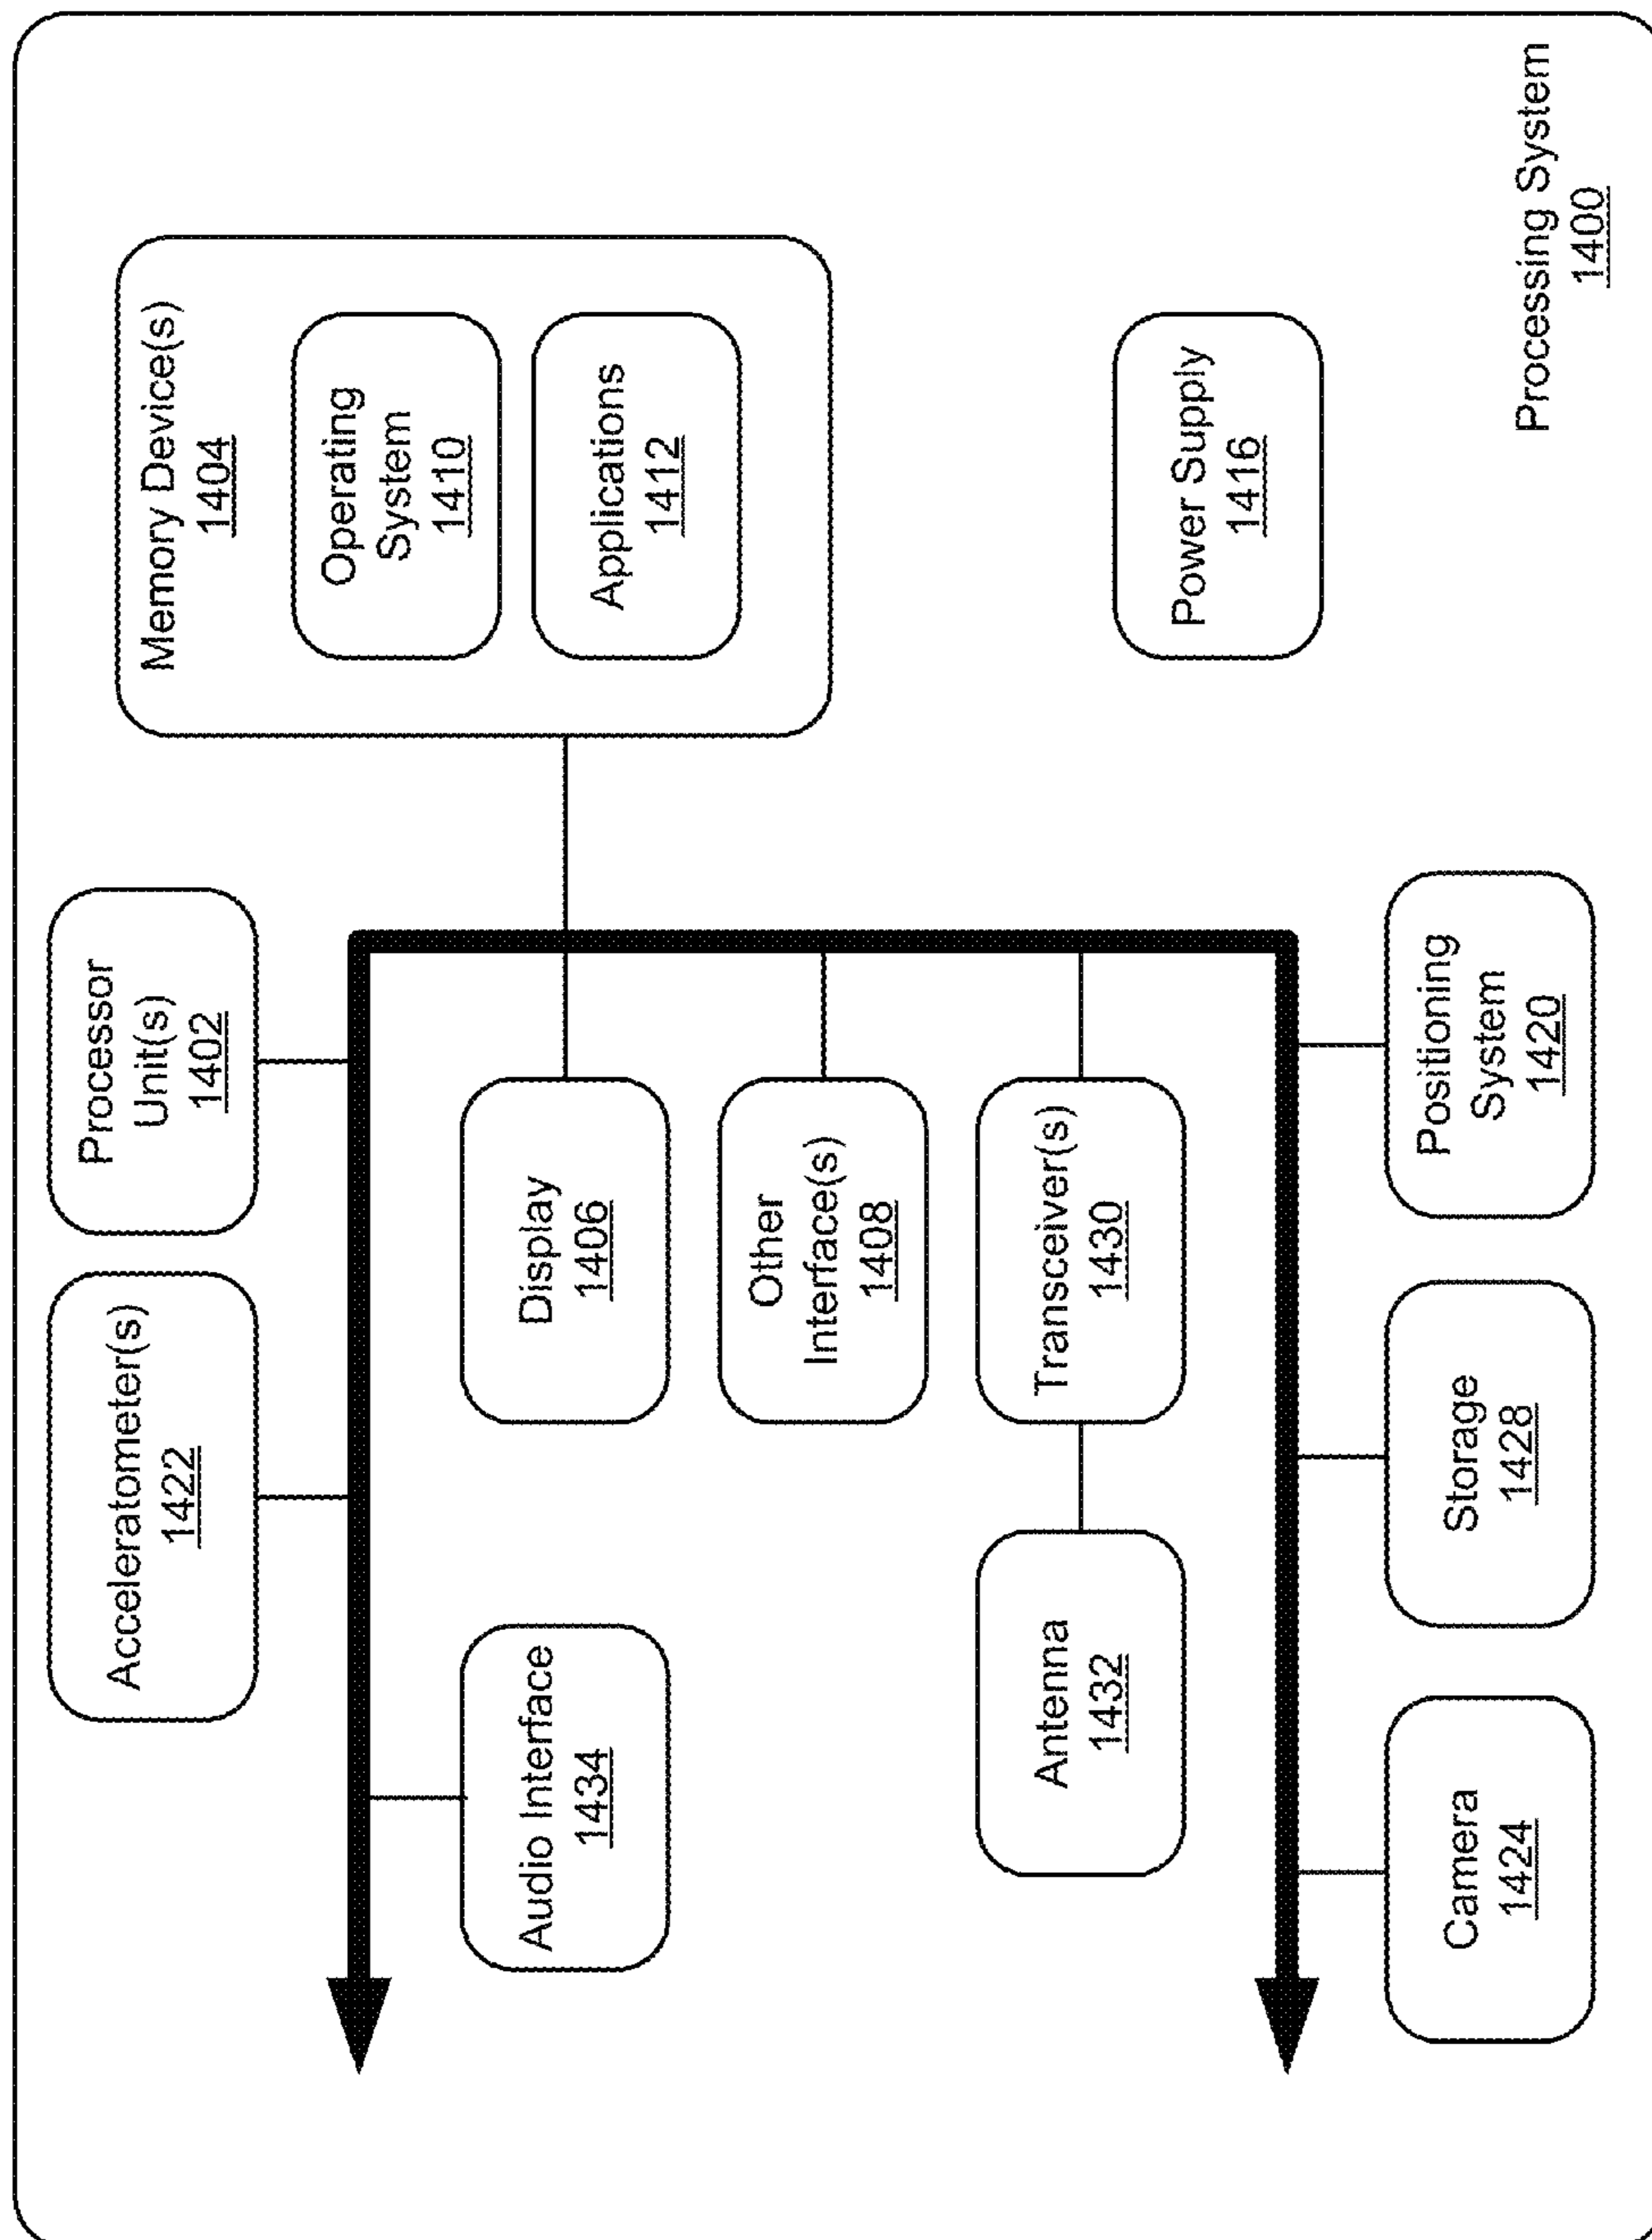 Acceleratometer(s)
1422
Processor
Unit(s)
1402
Memory Device(s)
1404
Operating
System
1410
Applications
1412
Audio Interface
1434
Display
1406
Other
Interface(s)
1408
Antenna
1432
Transceiver(s)
1430
Power Supply
1416
Camera
1424
Storage
1428
Positioning
System
1420
Processing System
1400